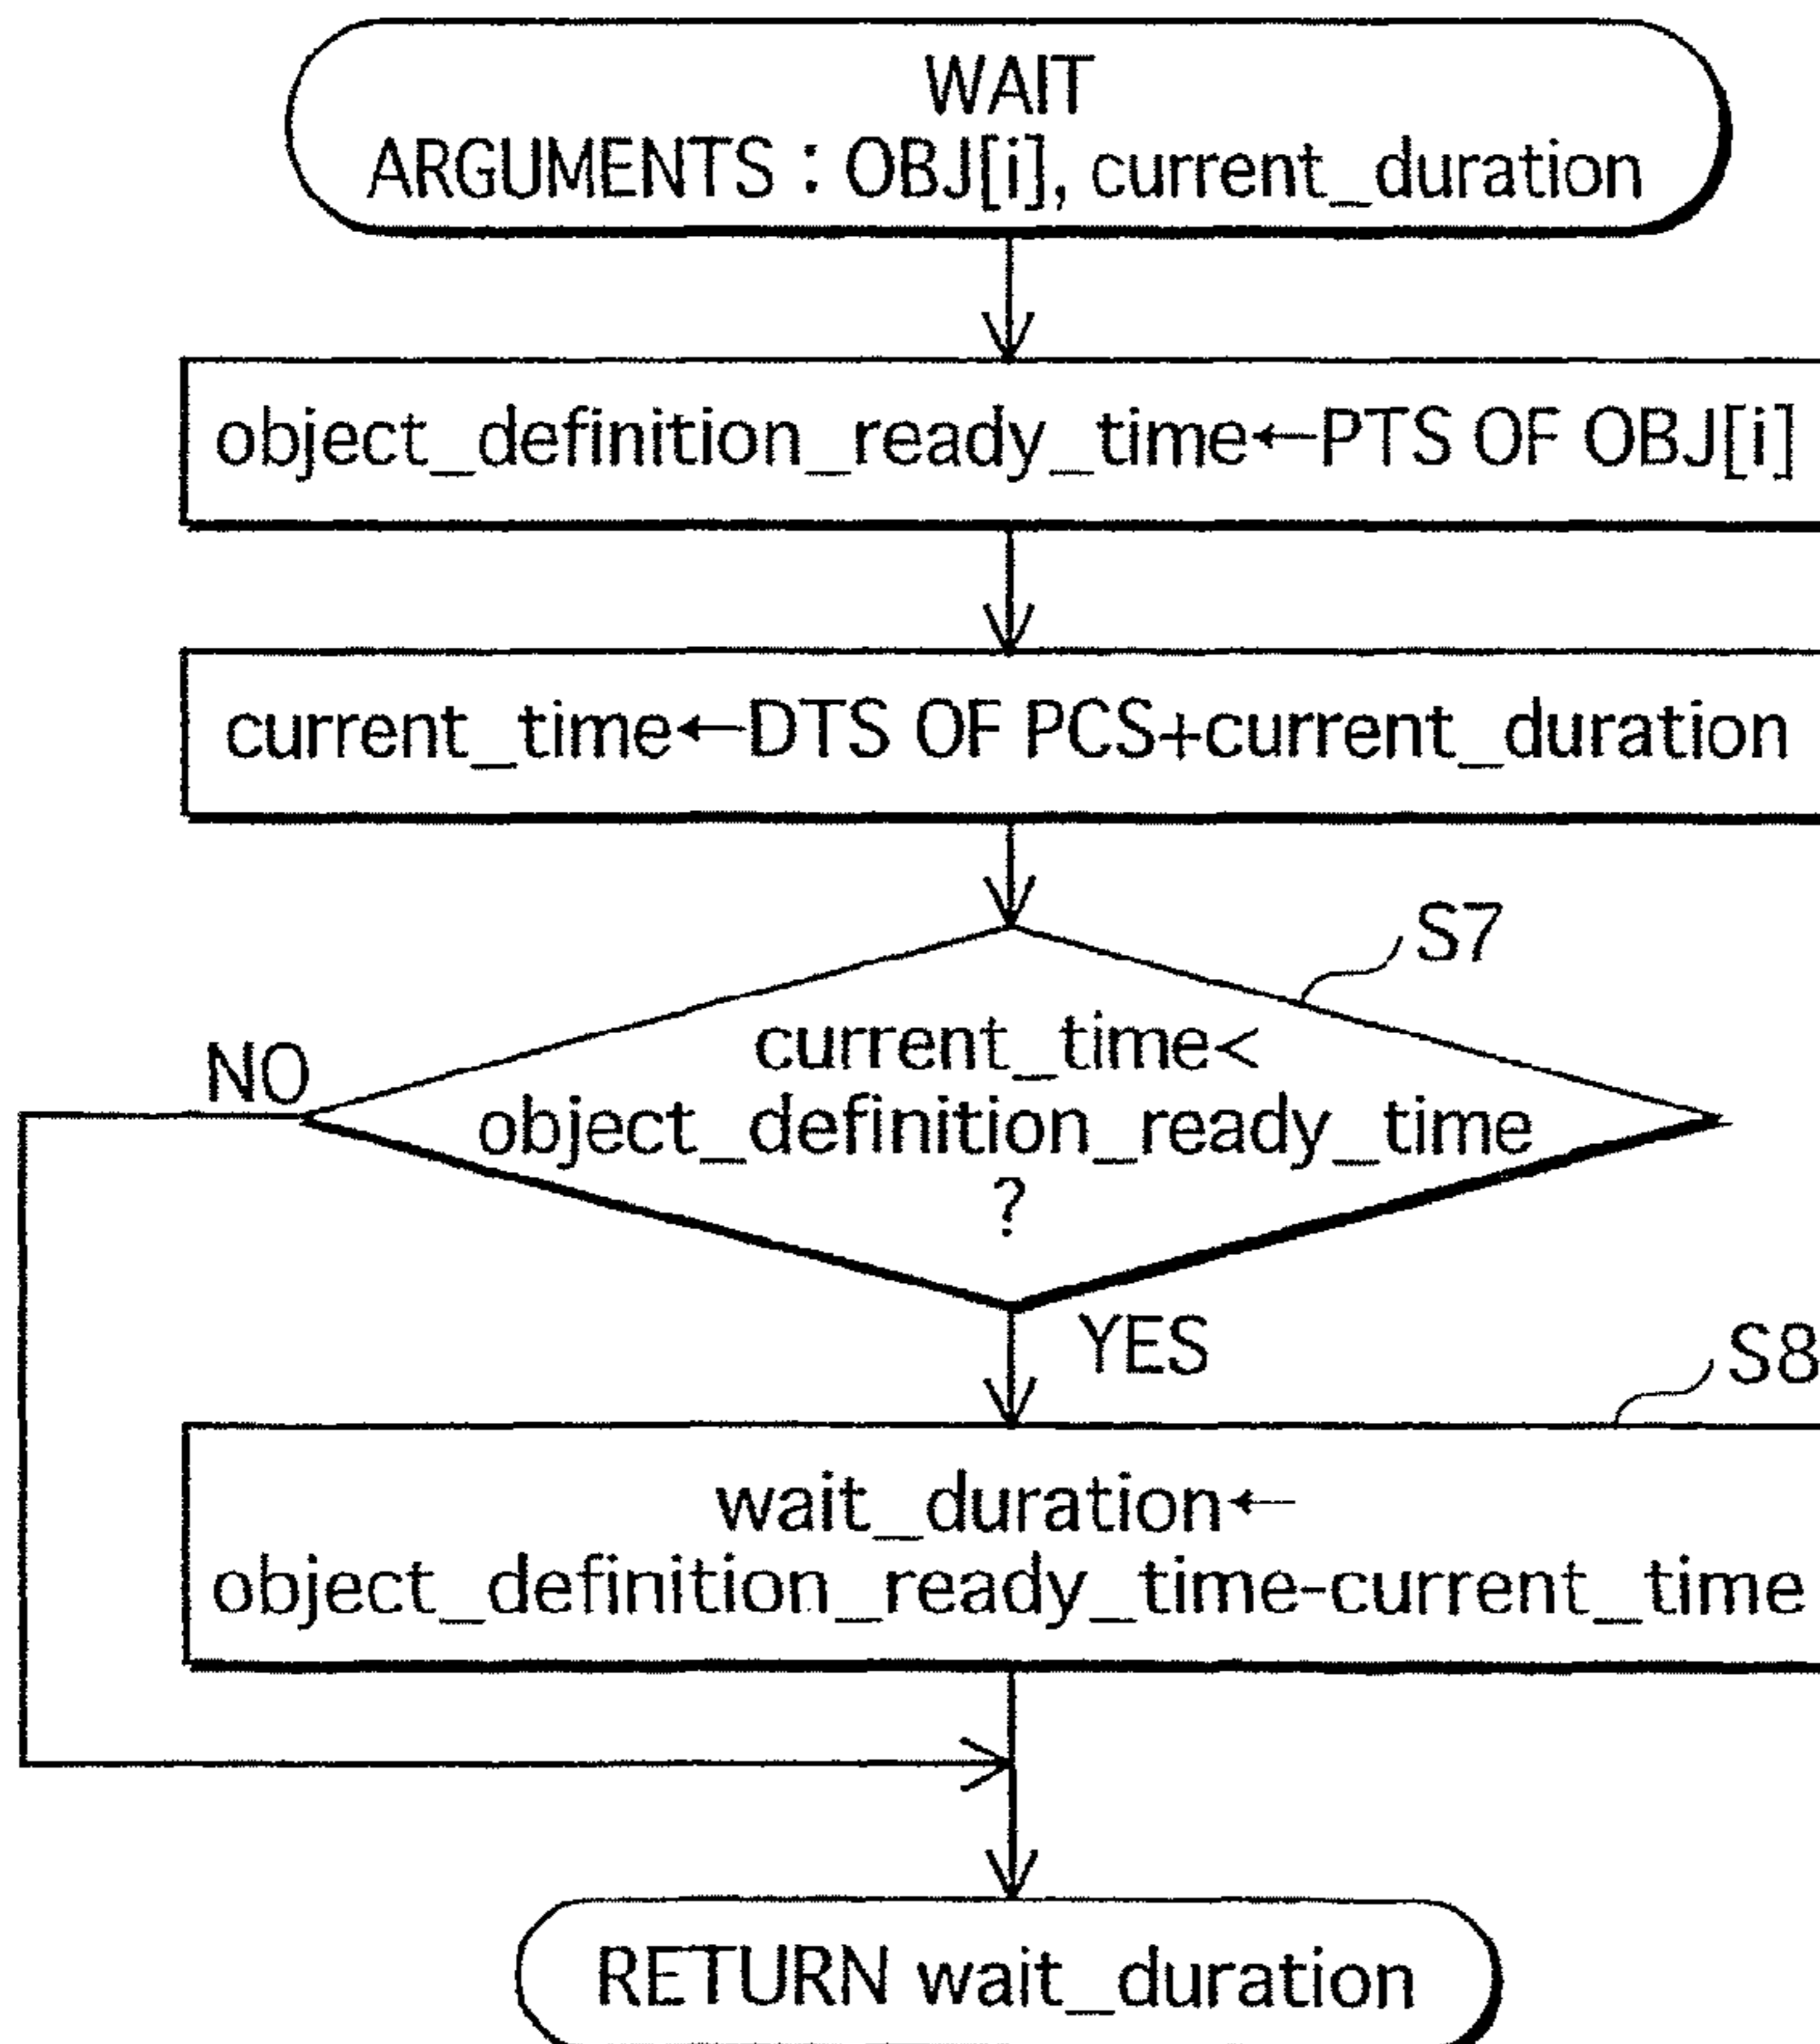 WAIT
ARGUMENTS : OBJ[i], current_duration
object_definition_ready_time←PTS OF OBJ[i]
current_time←DTS OF PCS+current_duration
S7
current_time<
object_definition_ready_time
?
NO
YES
S8
wait_duration←
object_definition_ready_time-current_time
RETURN wait_duration